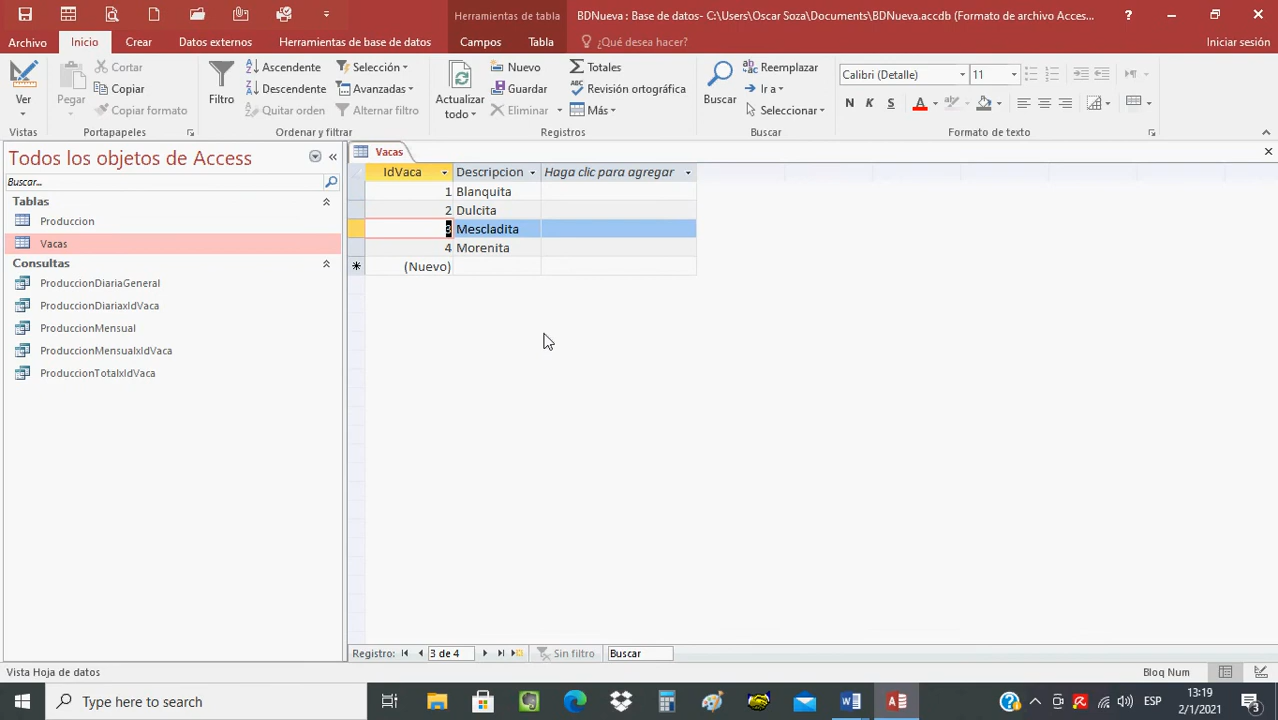 Herramientas de tabla
BDNueva : Base de datos- C:\Users\Oscar Soza\Documents\BDNueva.accdb (Formato de archivo Acces...
?
Archivo Inicio Crear Datos externos Herramientas de base de datos Campos Tabla ¿Qué desea hacer? Iniciar sesión
Ver
Vistas
Pegar
Cortar
Copiar
Copiar formato
Portapapeles
Filtro
Ascendente
Descendente
Quitar orden
Selección
Avanzadas
Alternar filtro
Ordenar y filtrar
Actualizar
todo
Nuevo
Guardar
Eliminar
Totales
Revisión ortográfica
Más
Registros
Buscar
Reemplazar
Ir a
Seleccionar
Buscar
Calibri (Detalle) 11
N K S A
Formato de texto
Todos los objetos de Access
Buscar...
Tablas
Produccion
Vacas
Consultas
ProduccionDiariaGeneral
ProduccionDiariaxIdVaca
ProduccionMensual
ProduccionMensualxIdVaca
ProduccionTotalxIdVaca
Vacas
IdVaca Descripcion Haga clic para agregar
1 Blanquita
2 Dulcita
3 Mescladita
4 Morenita
(Nuevo)
Registro: 3 de 4 Sin filtro Buscar
Vista Hoja de datos Bloq Num
Type here to search
ESP
13:19
2/1/2021
3